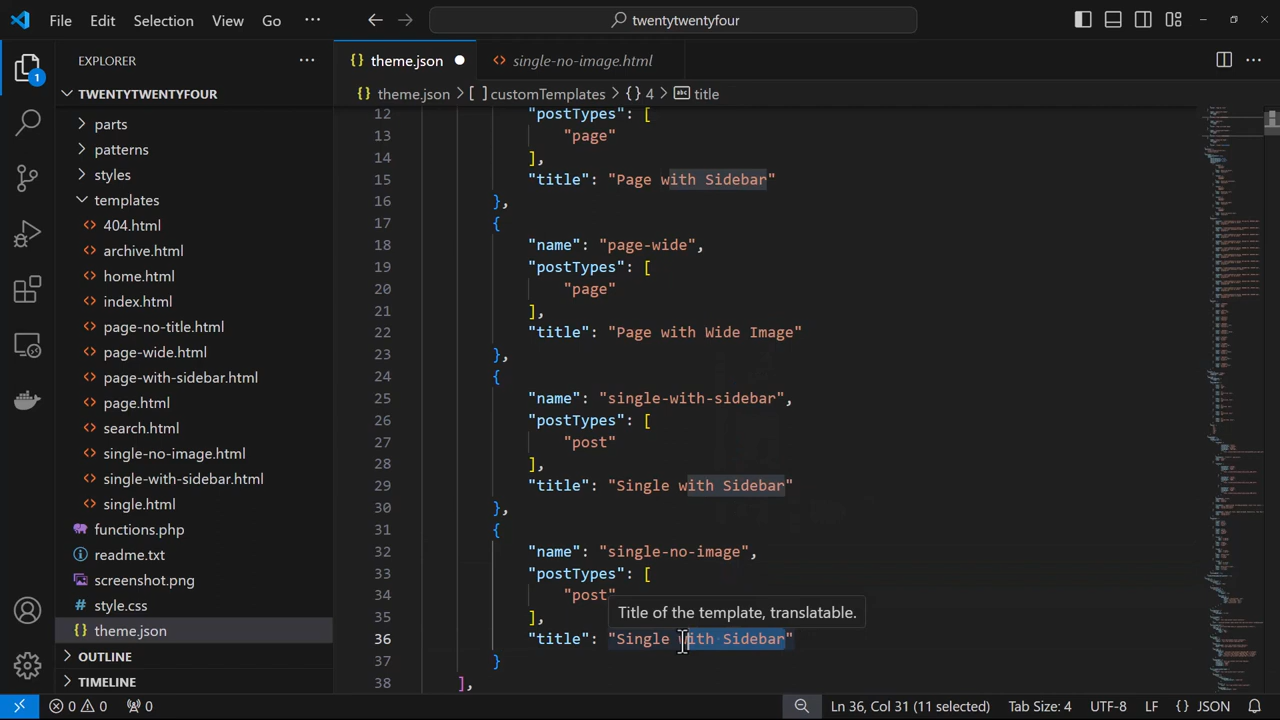 File Edit Selection View Go ··· twentytwentyfour
EXPLORER ··· theme.json single-no-image.html ···
theme.json > [ ] customTemplates > {} 4 > title
TWENTYTWENTYFOUR
parts
patterns
styles
templates
404.html
archive.html
home.html
index.html
page-no-title.html
page-wide.html
page-with-sidebar.html
page.html
search.html
single-no-image.html
single-with-sidebar.html
single.html
functions.php
readme.txt
screenshot.png
style.css
theme.json
OUTLINE
TIMELINE
1
12 "postTypes": [
13 "page"
14 ],
15 "title": "Page with Sidebar"
16 },
17 {
18 "name": "page-wide",
19 "postTypes": [
20 "page"
21 ],
22 "title": "Page with Wide Image"
23 },
24 {
25 "name": "single-with-sidebar",
26 "postTypes": [
27 "post"
28 ],
29 "title": "Single with Sidebar"
30 },
31 {
32 "name": "single-no-image",
33 "postTypes": [
34 "post"
Title of the template, translatable.
35 ],
36 "title": "Single with Sidebar"
37 }
38 ],
0 0 0 Ln 36, Col 31 (11 selected) Tab Size: 4 UTF-8 LF {} JSON